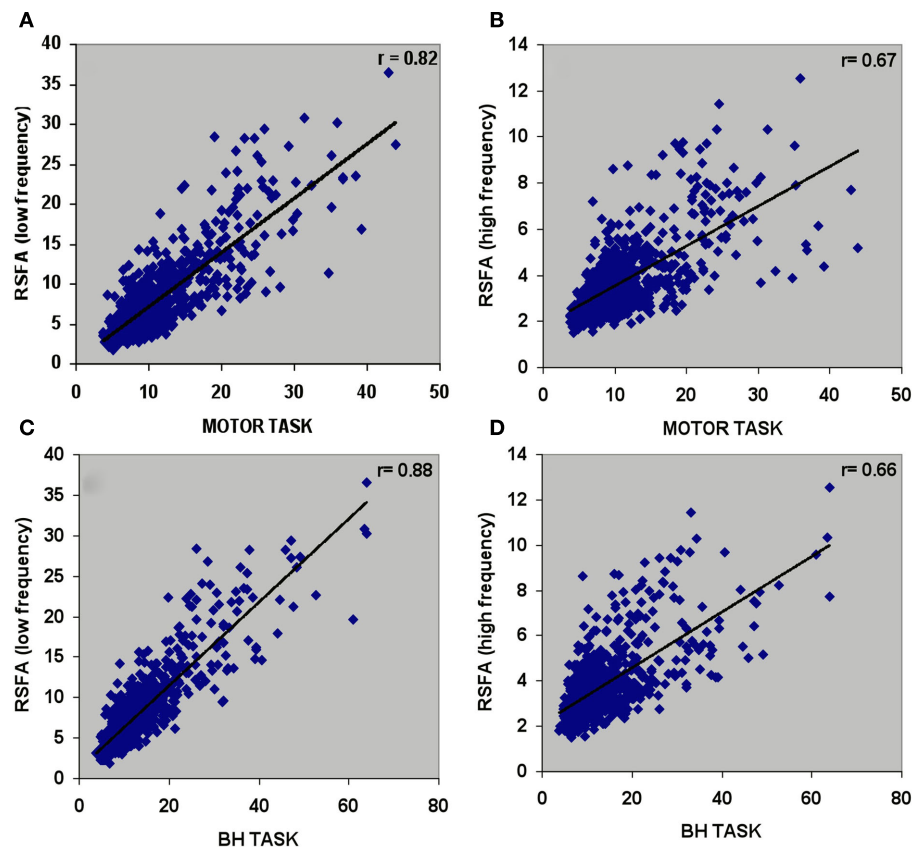 A
40
35
30
25
20
15
10
5
0
RSFA (low frequency)
r = 0.82
0 10 20 30 40 50
MOTOR TASK
B
14
12
10
8
6
4
2
0
RSFA (high frequency)
r= 0.67
0 10 20 30 40 50
MOTOR TASK
C
40
35
30
25
20
15
10
5
0
RSFA (low frequency)
r= 0.88
0 20 40 60 80
BH TASK
D
14
12
10
8
6
4
2
0
RSFA (high frequency)
r= 0.66
0 20 40 60 80
BH TASK